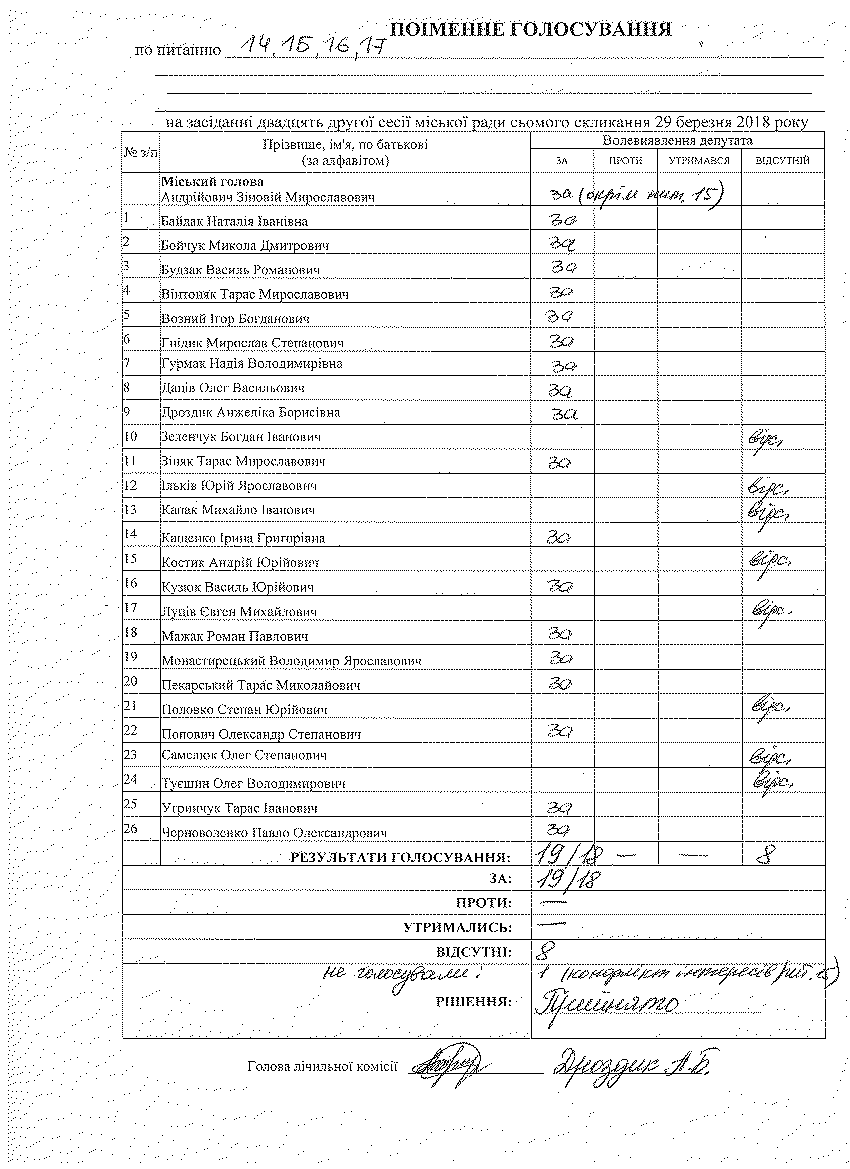 ПОІМЕННЕ ГОЛОСУВАННЯ
по питанню 14, 15, 16, 17
на засіданні двадцять другої сесії міської ради сьомого скликання 29 березня 2018 року
№ з/п Прізвище, ім'я, по батькові (за алфавітом) Волевиявлення депутата
ЗА ПРОТИ УТРИМАВСЯ ВІДСУТНІЙ
Міський голова
Андрійович Зіновій Мирославович за (окрім пит. 15)
1 Байдак Наталія Іванівна за
2 Бойчук Микола Дмитрович за
3 Будзак Василь Романович за
4 Вінтоняк Тарас Мирославович за
5 Возний Ігор Богданович за
6 Гнідик Мирослав Степанович за
7 Гурмак Надія Володимирівна за
8 Даців Олег Васильович за
9 Дроздик Анжеліка Борисівна за
10 Зеленчук Богдан Іванович відс.
11 Зіняк Тарас Мирославович за
12 Ільків Юрій Ярославович відс.
13 Капак Михайло Іванович відс.
14 Кищенко Ірина Григорівна за
15 Костик Андрій Юрійович відс.
16 Кузюк Василь Юрійович за
17 Луців Євген Михайлович відс.
18 Мажак Роман Павлович за
19 Монастирецький Володимир Ярославович за
20 Пекарський Тарас Миколайович за
21 Половко Степан Юрійович відс.
22 Попович Олександр Степанович за
23 Самслюк Олег Степанович відс.
24 Туєшин Олег Володимирович відс.
25 Угринчук Тарас Іванович за
26 Черноволенко Павло Олександрович за
РЕЗУЛЬТАТИ ГОЛОСУВАННЯ: 19/18 — — 8
ЗА: 19/18
ПРОТИ: —
УТРИМАЛИСЬ: —
ВІДСУТНІ: 8
не голосували: 1 (конфлікт інтересів/пит. 15)
РІШЕННЯ: Прийнято
Голова лічильної комісії Дроздик А.Б.